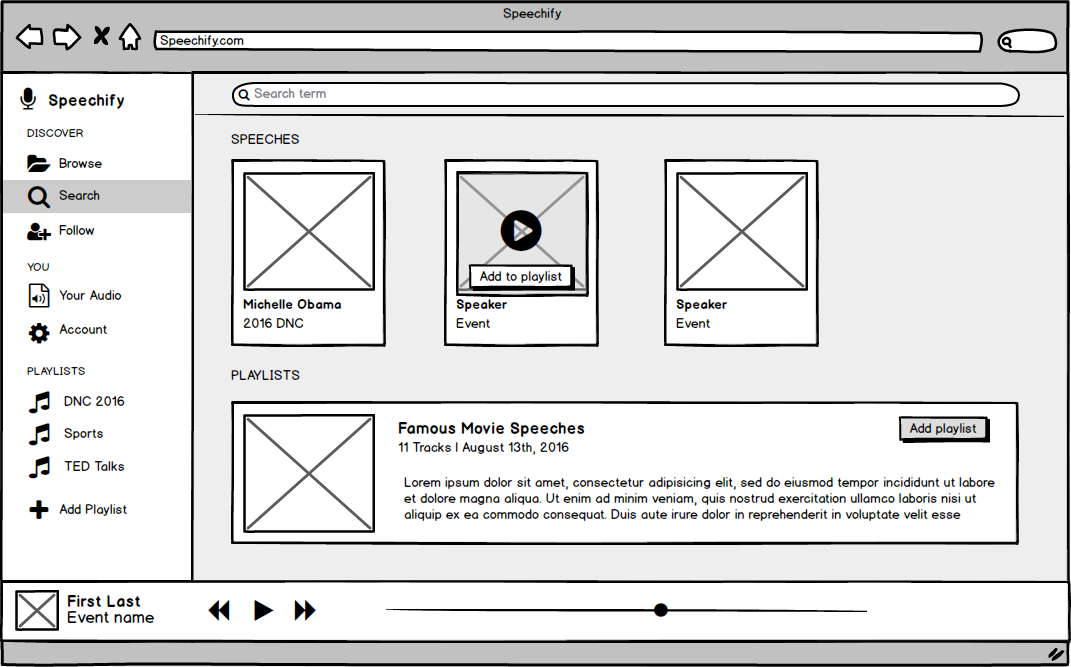 Speechify
Speechify.com
Speechify
DISCOVER
Browse
Search
Follow
YOU
Your Audio
Account
PLAYLISTS
DNC 2016
Sports
TED Talks
Add Playlist
Search term
SPEECHES
Michelle Obama
2016 DNC
Add to playlist
Speaker
Event
Speaker
Event
PLAYLISTS
Famous Movie Speeches
11 Tracks | August 13th, 2016
Add playlist
Lorem ipsum dolor sit amet, consectetur adipisicing elit, sed do eiusmod tempor incididunt ut labore
et dolore magna aliqua. Ut enim ad minim veniam, quis nostrud exercitation ullamco laboris nisi ut
aliquip ex ea commodo consequat. Duis aute irure dolor in reprehenderit in voluptate velit esse
First Last
Event name